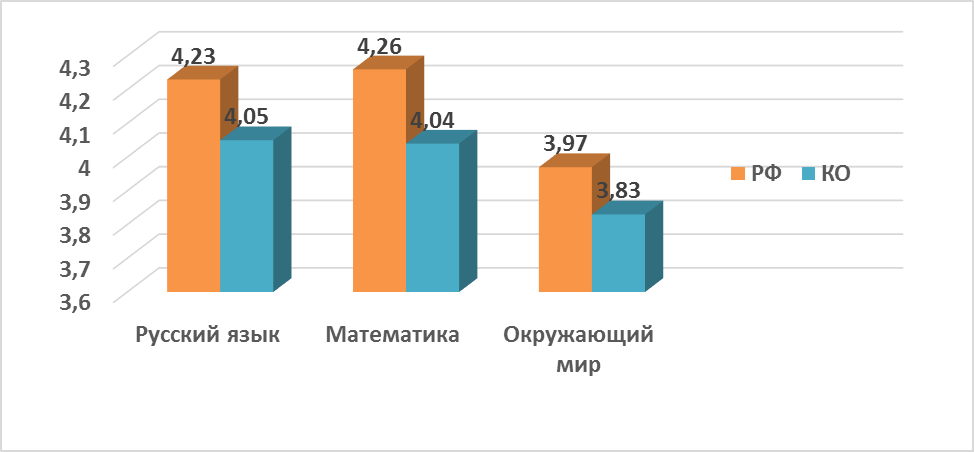 4,3
4,2
4,1
4
3,9
3,8
3,7
3,6
4,23
4,05
4,26
4,04
3,97
3,83
Русский язык
Математика
Окружающий
мир
РФ
КО